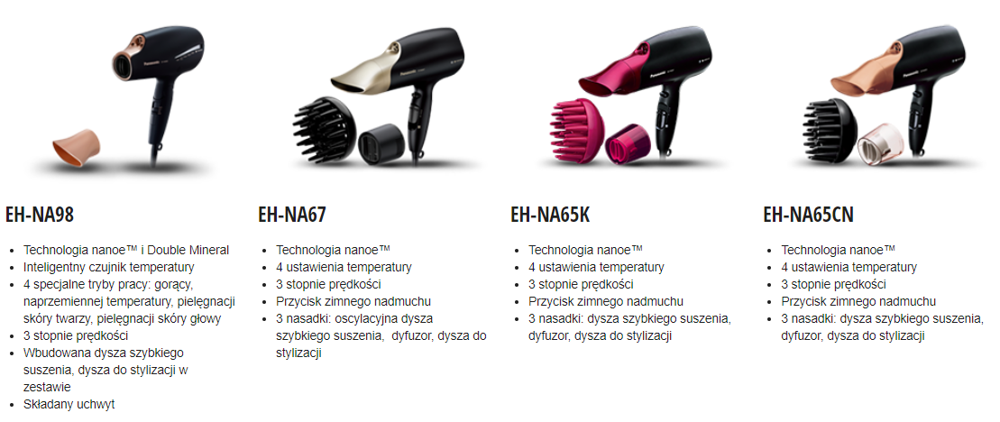 Panasonic
Panasonic
Panasonic
Panasonic
EH-NA98
Technologia nanoe™ i Double Mineral
Inteligentny czujnik temperatury
4 specjalne tryby pracy: gorący,
naprzemiennej temperatury, pielęgnacji
skóry twarzy, pielęgnacji skóry głowy
3 stopnie prędkości
Wbudowana dysza szybkiego
suszenia, dysza do stylizacji w
zestawie
Składany uchwyt
EH-NA67
Technologia nanoe™
4 ustawienia temperatury
3 stopnie prędkości
Przycisk zimnego nadmuchu
3 nasadki: oscylacyjna dysza
szybkiego suszenia, dyfuzor, dysza do
stylizacji
EH-NA65K
Technologia nanoe™
4 ustawienia temperatury
3 stopnie prędkości
Przycisk zimnego nadmuchu
3 nasadki: dysza szybkiego suszenia,
dyfuzor, dysza do stylizacji
EH-NA65CN
Technologia nanoe™
4 ustawienia temperatury
3 stopnie prędkości
Przycisk zimnego nadmuchu
3 nasadki: dysza szybkiego suszenia,
dyfuzor, dysza do stylizacji